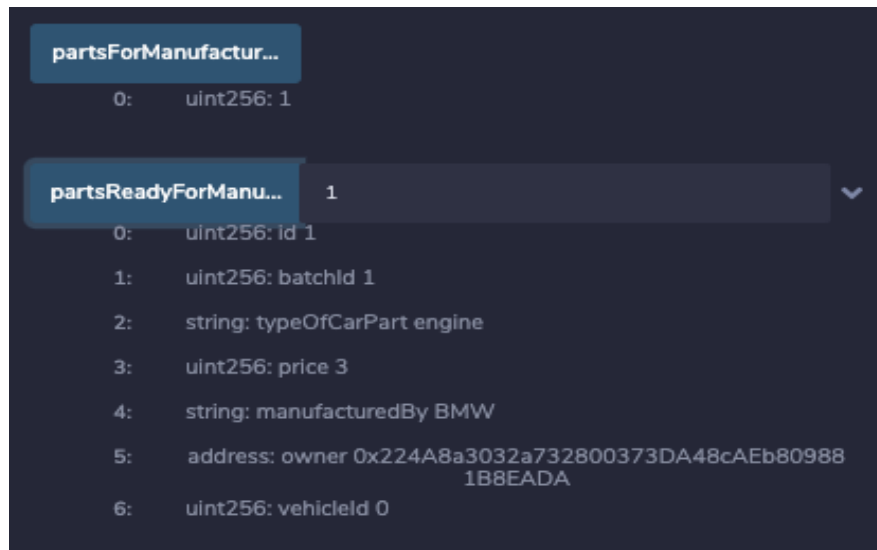 partsForManufactur...
0: uint256: 1
partsReadyForManu... 1
0: uint256: id 1
1: uint256: batchId 1
2: string: typeOfCarPart engine
3: uint256: price 3
4: string: manufacturedBy BMW
5: address: owner 0x224A8a3032a732800373DA48cAEb80988
1B8EADA
6: uint256: vehicleId 0